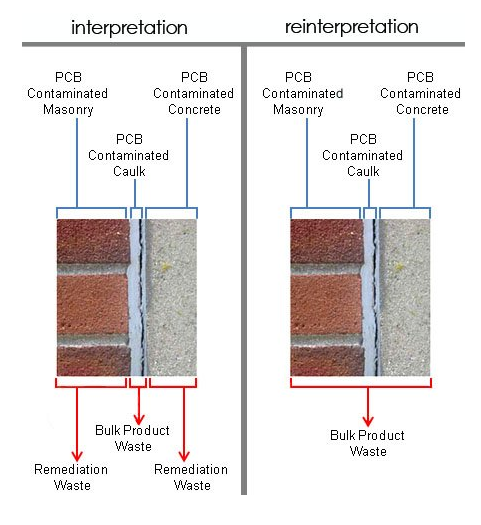 interpretation
reinterpretation
PCB
Contaminated
Masonry
PCB
Contaminated
Concrete
PCB
Contaminated
Caulk
Bulk Product
Waste
Remediation
Waste
Remediation
Waste
PCB
Contaminated
Masonry
PCB
Contaminated
Concrete
PCB
Contaminated
Caulk
Bulk Product
Waste